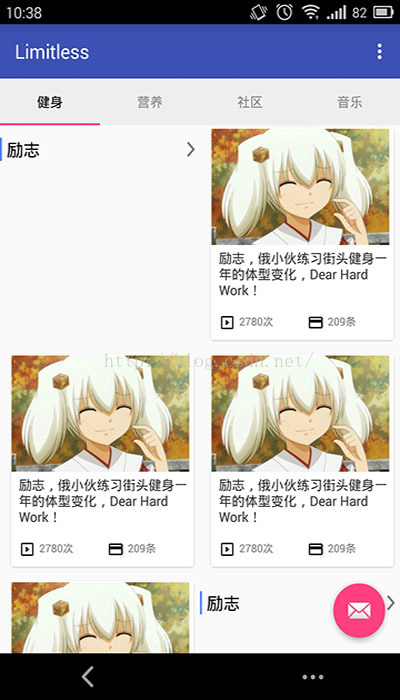 10:38
82
Limitless
健身
营养
社区
音乐
励志
励志，俄小伙练习街头健身一
年的体型变化，Dear Hard
Work！
2780次
209条
http://blog.csdn.net/
励志，俄小伙练习街头健身一
年的体型变化，Dear Hard
Work！
2780次
209条
励志，俄小伙练习街头健身一
年的体型变化，Dear Hard
Work！
2780次
209条
励志